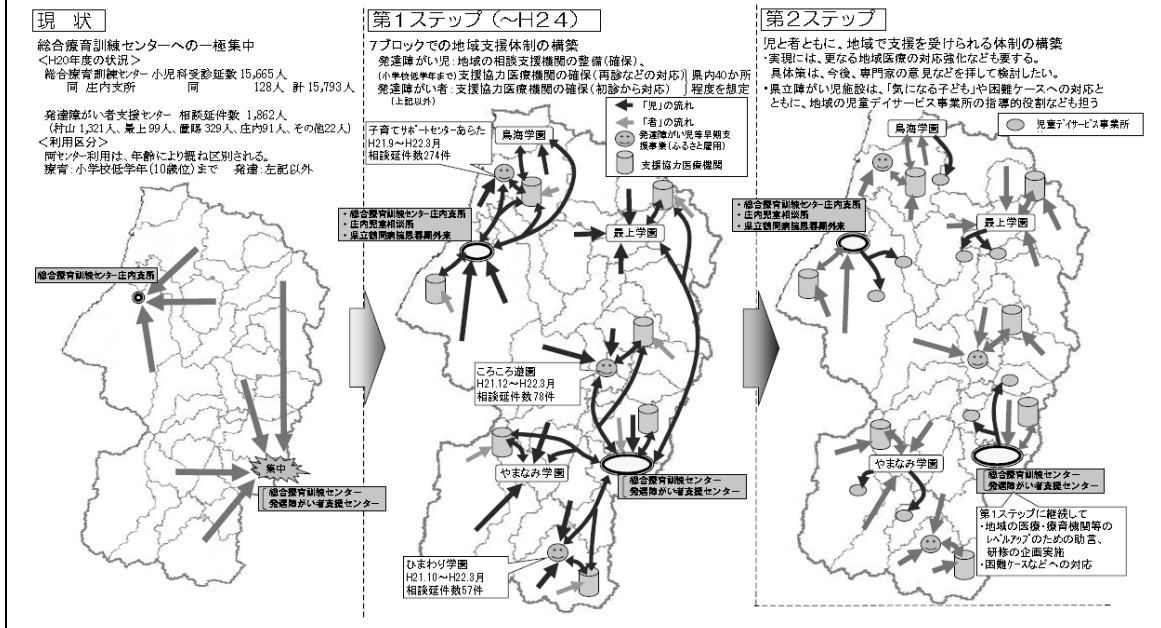 現 状
総合療育訓練センターへの一極集中
＜H20年度の状況＞
総合療育訓練センター 小児科受診延数 15,665人
同 庄内支所 同 128人 計 15,793人
発達障がい者支援センター 相談延件数 1,862人
(村山 1,321人、最上 99人、置賜 329人、庄内91人、その他22人)
＜利用区分＞
両センター利用は、年齢により概ね区別される。
療育：小学校低学年(10歳位)まで 発達：左記以外
総合療育訓練センター庄内支所
集中
総合療育訓練センター
発達障がい者支援センター
第1ステップ(～H24)
7ブロックでの地域支援体制の構築
発達障がい児：地域の相談支援機関の整備(確保)、
(小学校低学年まで)支援協力医療機関の確保(再診などの対応)
発達障がい者：支援協力医療機関の確保(初診から対応)
(上記以外)
県内40か所
程度を想定
「児」の流れ
「者」の流れ
発達障がい児等早期支
援事業(ふるさと雇用)
支援協力医療機関
子育てサポートセンターあらた
H21.9～H22.3月
相談延件数274件
鳥海学園
・総合療育訓練センター庄内支所
・庄内児童相談所
・県立鶴岡病院思春期外来
最上学園
ころころ遊園
H21.12～H22.3月
相談延件数78件
やまなみ学園
総合療育訓練センター
発達障がい者支援センター
ひまわり学園
H21.10～H22.3月
相談延件数57件
第2ステップ
児と者ともに、地域で支援を受けられる体制の構築
・実現には、更なる地域医療の対応強化なども要する。
具体策は、今後、専門家の意見などを拝して検討したい。
・県立障がい児施設は、「気になる子ども」や困難ケースへの対応と
ともに、地域の児童デイサービス事業所の指導的役割なども担う
児童デイサービス事業所
鳥海学園
・総合療育訓練センター庄内支所
・庄内児童相談所
・県立鶴岡病院思春期外来
最上学園
やまなみ学園
総合療育訓練センター
発達障がい者支援センター
第1ステップに継続して
・地域の医療・療育機関等の
レベルアップのための助言、
研修の企画実施
・困難ケースなどへの対応